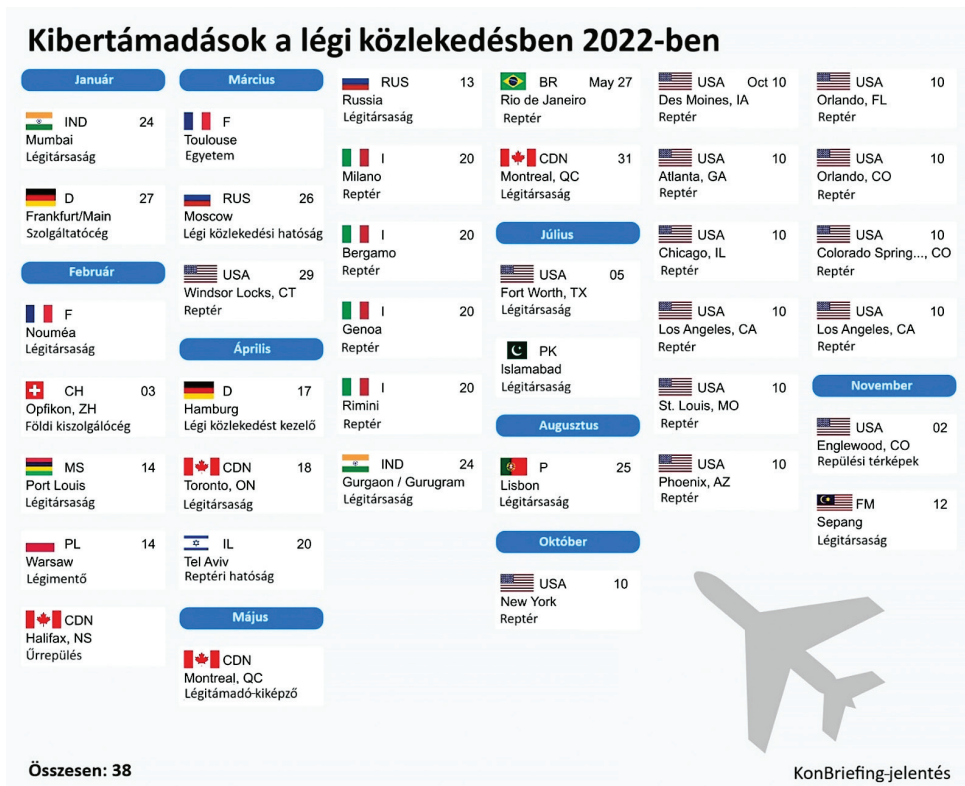 Kibertámadások a légi közlekedésben 2022-ben
Január
IND 24
Mumbai
Légitársaság
D 27
Frankfurt/Main
Szolgáltatócég
Február
F
Nouméa
Légitársaság
CH 03
Opfikon, ZH
Földi kiszolgálócég
MS 14
Port Louis
Légitársaság
PL 14
Warsaw
Légimentő
CDN
Halifax, NS
Űrrepülés
Március
F
Toulouse
Egyetem
RUS 26
Moscow
Légi közlekedési hatóság
USA 29
Windsor Locks, CT
Reptér
Április
D 17
Hamburg
Légi közlekedést kezelő
CDN 18
Toronto, ON
Légitársaság
IL 20
Tel Aviv
Reptéri hatóság
Május
CDN
Montreal, QC
Légitámadó-kiképző
RUS 13
Russia
Légitársaság
I 20
Milano
Reptér
I 20
Bergamo
Reptér
I 20
Genoa
Reptér
I 20
Rimini
Reptér
IND 24
Gurgaon / Gurugram
Légitársaság
BR May 27
Rio de Janeiro
Reptér
CDN 31
Montreal, QC
Légitársaság
Július
USA 05
Fort Worth, TX
Légitársaság
PK
Islamabad
Légitársaság
Augusztus
P 25
Lisbon
Légitársaság
Október
USA 10
New York
Reptér
USA Oct 10
Des Moines, IA
Reptér
USA 10
Atlanta, GA
Reptér
USA 10
Chicago, IL
Reptér
USA 10
Los Angeles, CA
Reptér
USA 10
St. Louis, MO
Reptér
USA 10
Phoenix, AZ
Reptér
USA 10
Orlando, FL
Reptér
USA 10
Orlando, CO
Reptér
USA 10
Colorado Spring..., CO
Reptér
USA 10
Los Angeles, CA
Reptér
November
USA 02
Englewood, CO
Repülési térképek
FM 12
Sepang
Légitársaság
Összesen: 38
KonBriefing-jelentés